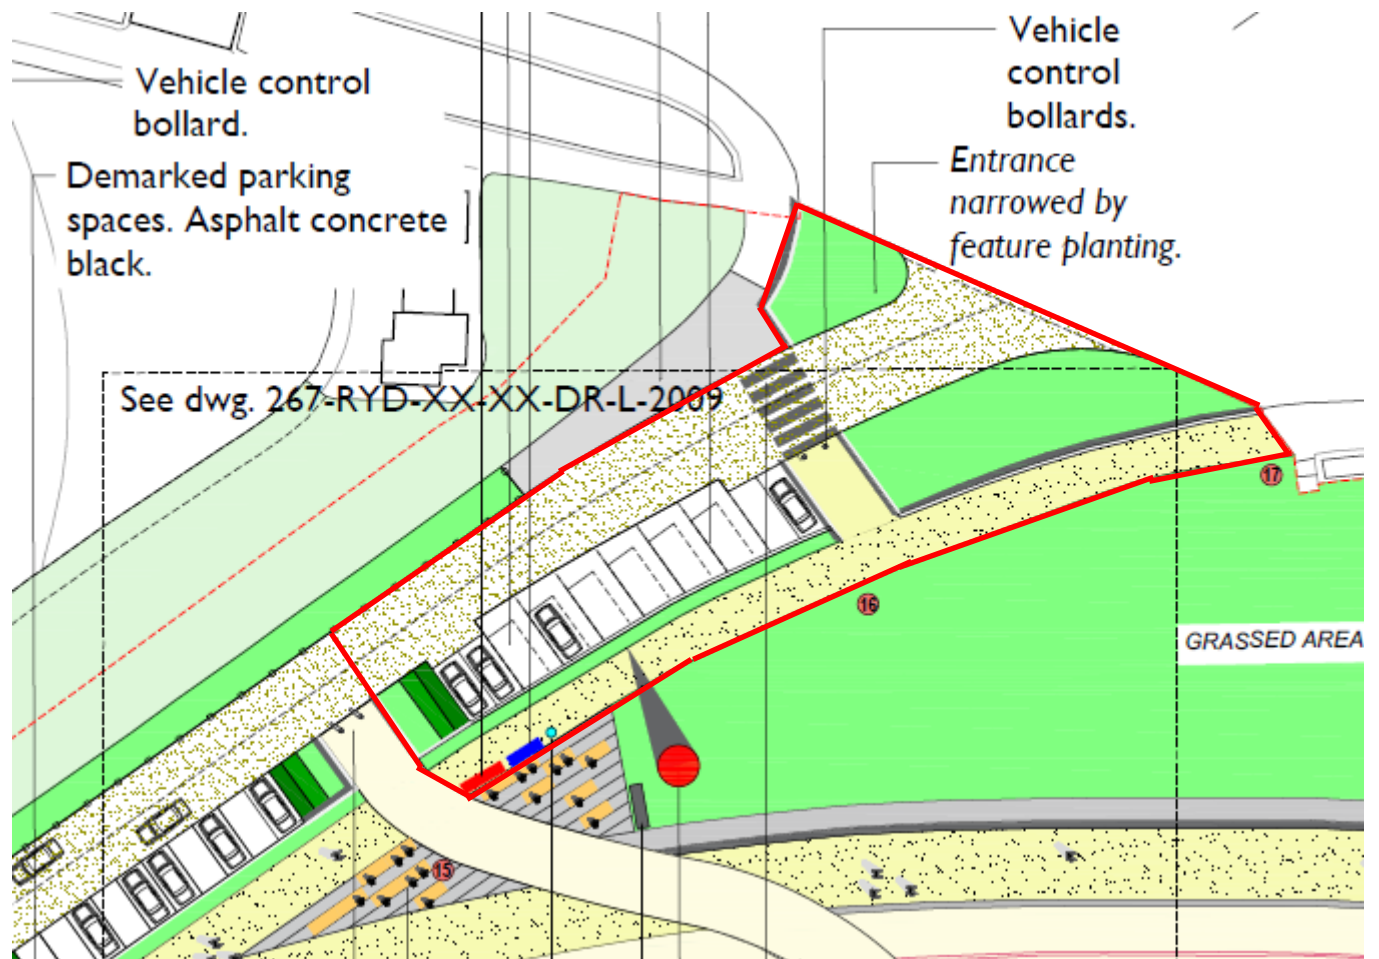 Vehicle
control
bollards.
Vehicle control
bollard.
Entrance
narrowed by
feature planting.
Demarked parking
spaces. Asphalt concrete
black.
See dwg. 267-RYD-XX-XX-DR-L-2009
17
16
GRASSED AREA
15